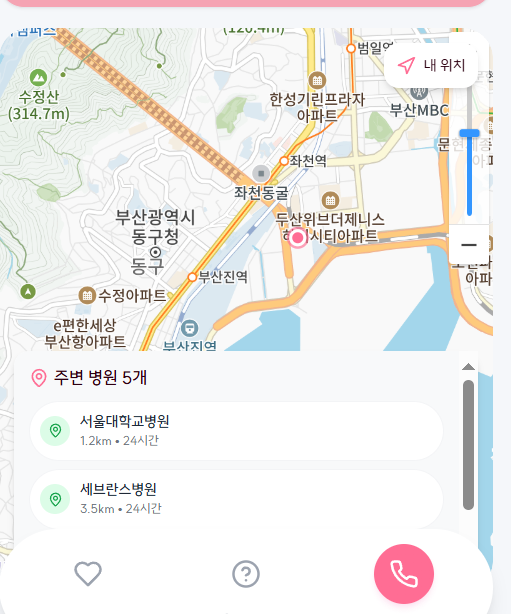 범일역
내 위치
수정산
(314.7m)
한성기린프라자
아파트
부산MBC
좌천역
좌천동굴
두산위브더제니스
하버시티아파트
부산광역시
동구청
동구
부산진역
수정아파트
e편한세상
부산항아파트
부산진역
주변 병원 5개
서울대학교병원
1.2km • 24시간
세브란스병원
3.5km • 24시간